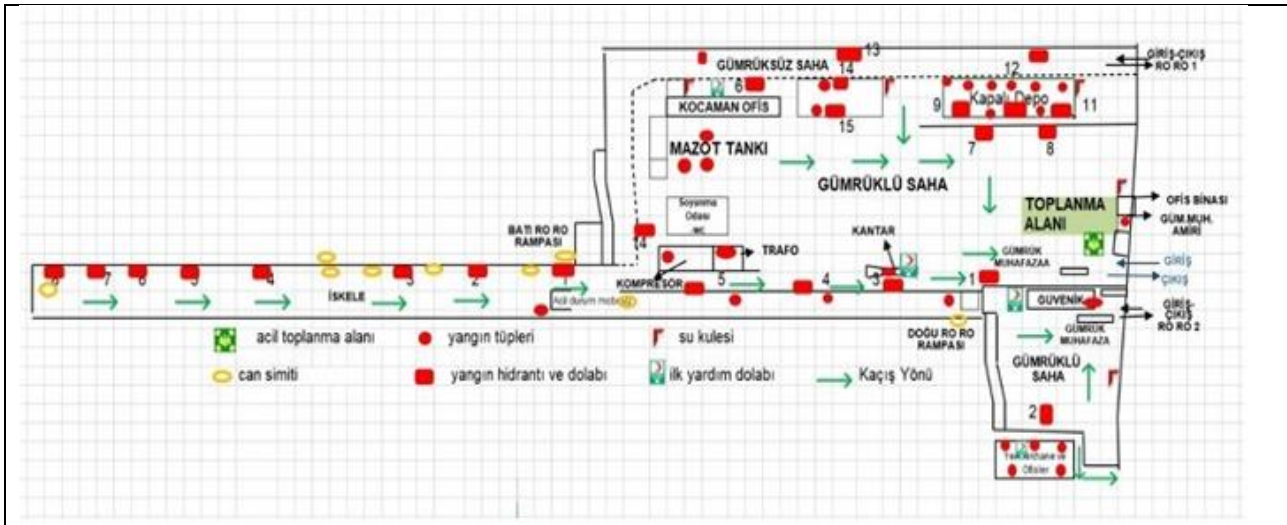 13
GÜMRÜKSÜZ SAHA
14
12
GİRİŞ-ÇIKIŞ
RO RO 1
6
KOCAMAN OFİS
9
Kapalı Depo
11
15
7
8
MAZOT TANKI
GÜMRÜKLÜ SAHA
TOPLANMA
ALANI
OFİS BİNASI
GÜM.MUH.
AMİRİ
Soyunma
Odası
WC
BATI RO RO
RAMPASI
14
TRAFO
KANTAR
GÜMRÜK
MUHAFAZAA
GİRİŞ
ÇIKIŞ
7
6
5
4
3
2
1
İSKELE
KOMPRESÖR
5
4
3
1
Acil durum
GÜVENİK
GİRİŞ-
ÇIKIŞ
RO RO 2
DOĞU RO RO
RAMPASI
GÜMRÜK
MUHAFAZA
GÜMRÜKLÜ
SAHA
2
acil toplanma alanı
yangın tüpleri
su kulesi
can simiti
yangın hidrantı ve dolabı
ilk yardım dolabı
Kaçış Yönü
ve
Ofisler